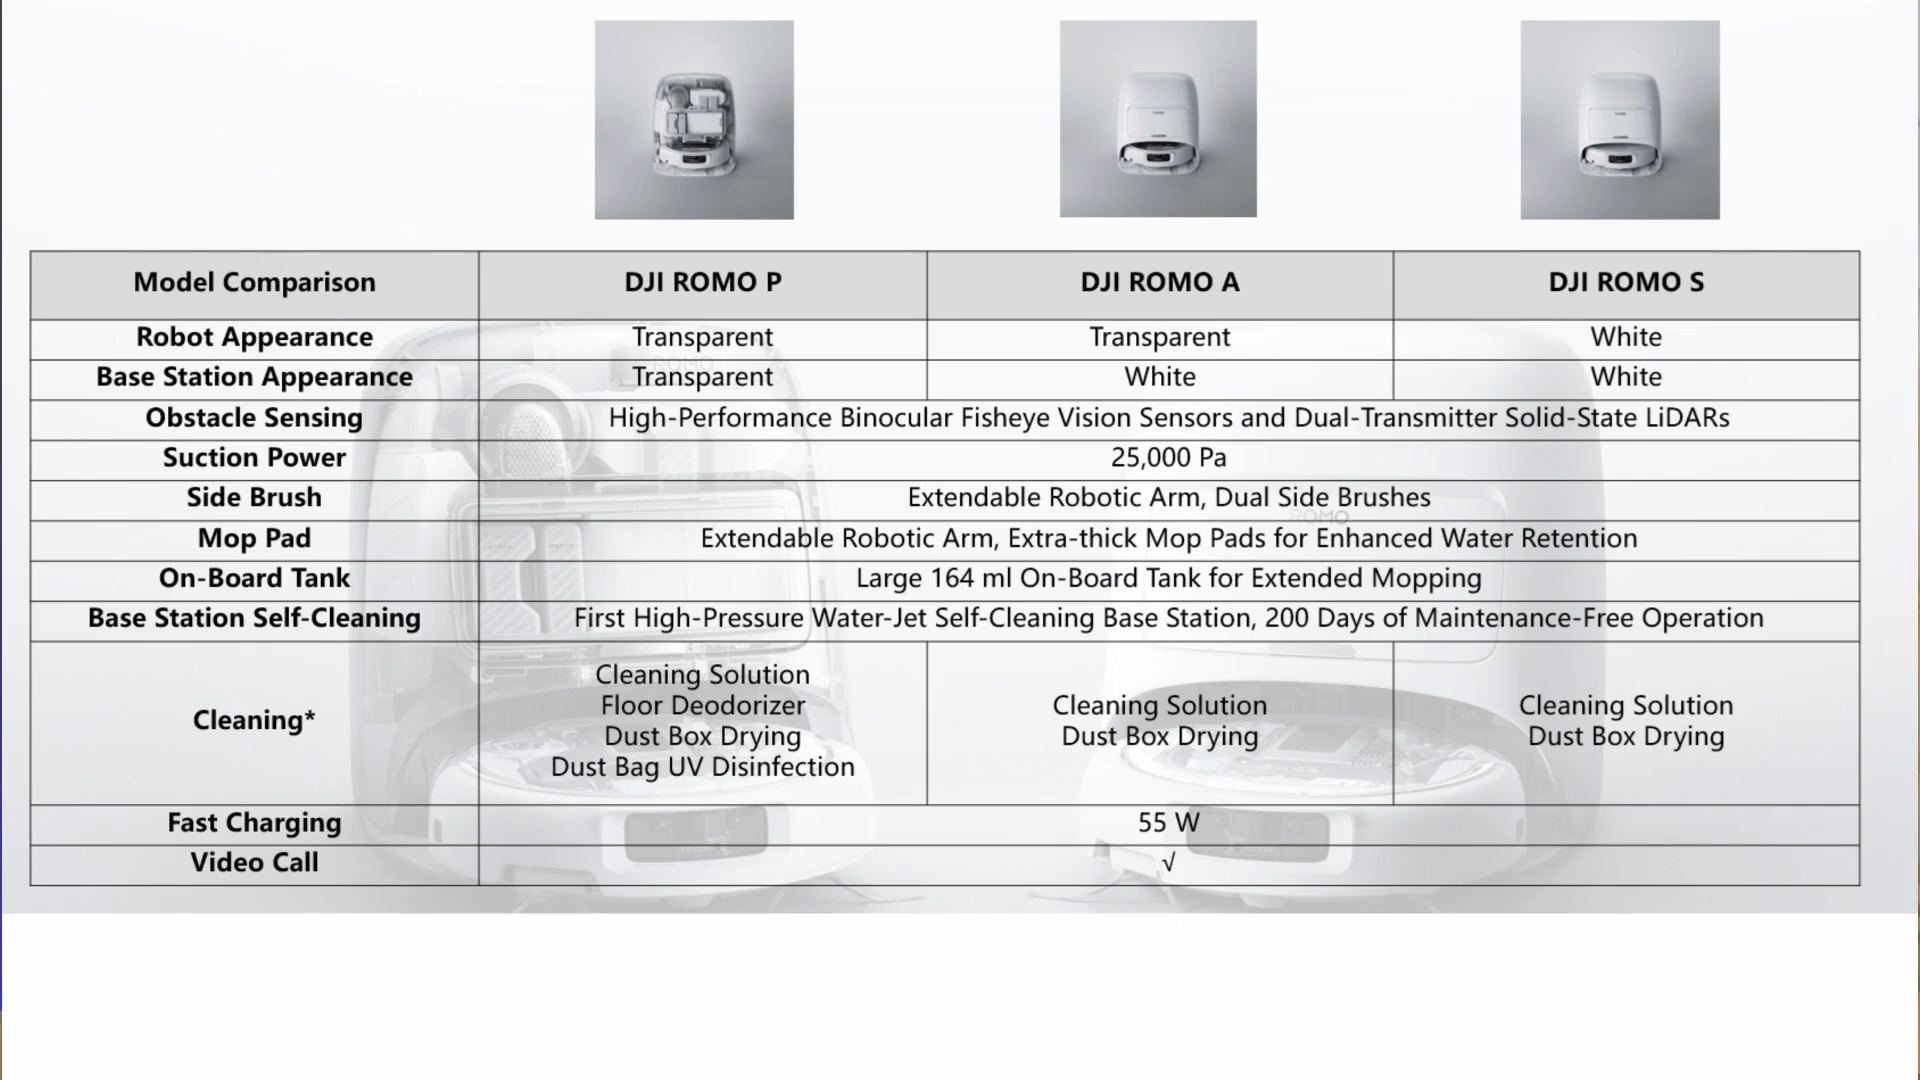 Model Comparison
DJI ROMO P
DJI ROMO A
DJI ROMO S
Robot Appearance
Transparent
Transparent
White
Base Station Appearance
Transparent
White
White
Obstacle Sensing
High-Performance Binocular Fisheye Vision Sensors and Dual-Transmitter Solid-State LiDARs
Suction Power
25,000 Pa
Side Brush
Extendable Robotic Arm, Dual Side Brushes
ROMO
Mop Pad
Extendable Robotic Arm, Extra-thick Mop Pads for Enhanced Water Retention
On-Board Tank
Large 164 ml On-Board Tank for Extended Mopping
Base Station Self-Cleaning
First High-Pressure Water-Jet Self-Cleaning Base Station, 200 Days of Maintenance-Free Operation
Cleaning*
Cleaning Solution
Floor Deodorizer
Dust Box Drying
Dust Bag UV Disinfection
Cleaning Solution
Dust Box Drying
Cleaning Solution
Dust Box Drying
Fast Charging
55 W
Video Call
√